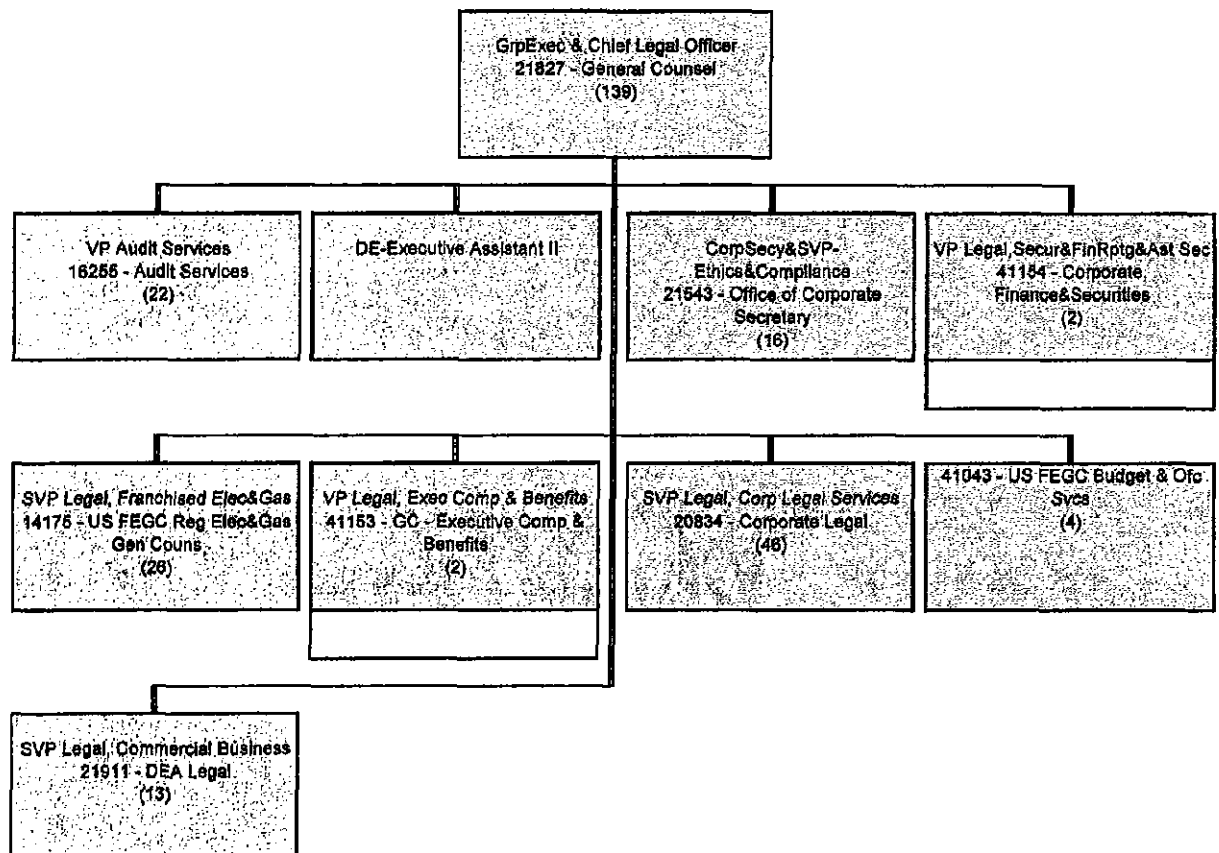 GrpExec & Chief Legal Officer
21827 - General Counsel
(139)
VP Audit Services
16255 - Audit Services
(22)
DE-Executive Assistant II
CorpSecy&SVP-
Ethics&Compliance
21543 - Office of Corporate
Secretary
(16)
VP Legal,Secur&FinRptg&Ast Sec
41154 - Corporate
Finance&Securities
(2)
SVP Legal, Franchised Elec&Gas
14175 - US FEGC Reg Elec&Gas
Gen Couns
(26)
VP Legal, Exec Comp & Benefits
41153 - GC - Executive Comp &
Benefits
(2)
SVP Legal, Corp Legal Services
20834 - Corporate Legal
(46)
41043 - US FEGC Budget & Ofc
Svcs
(4)
SVP Legal, Commercial Business
21911 - DEA Legal
(13)